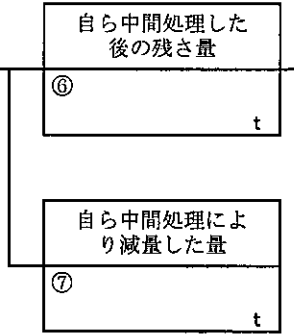 自ら中間処理した
後の残さ量
⑥
t
自ら中間処理によ
り減量した量
⑦
t